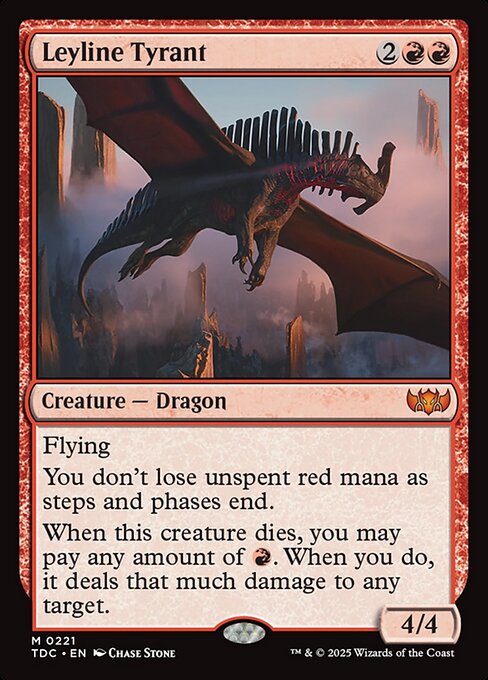 Leyline Tyrant 2
Creature — Dragon
Flying
You don't lose unspent red mana as
steps and phases end.
When this creature dies, you may
pay any amount of . When you do,
it deals that much damage to any
target.
4/4
M 0221
TDC • EN Chase Stone
™ & © 2025 Wizards of the Coast